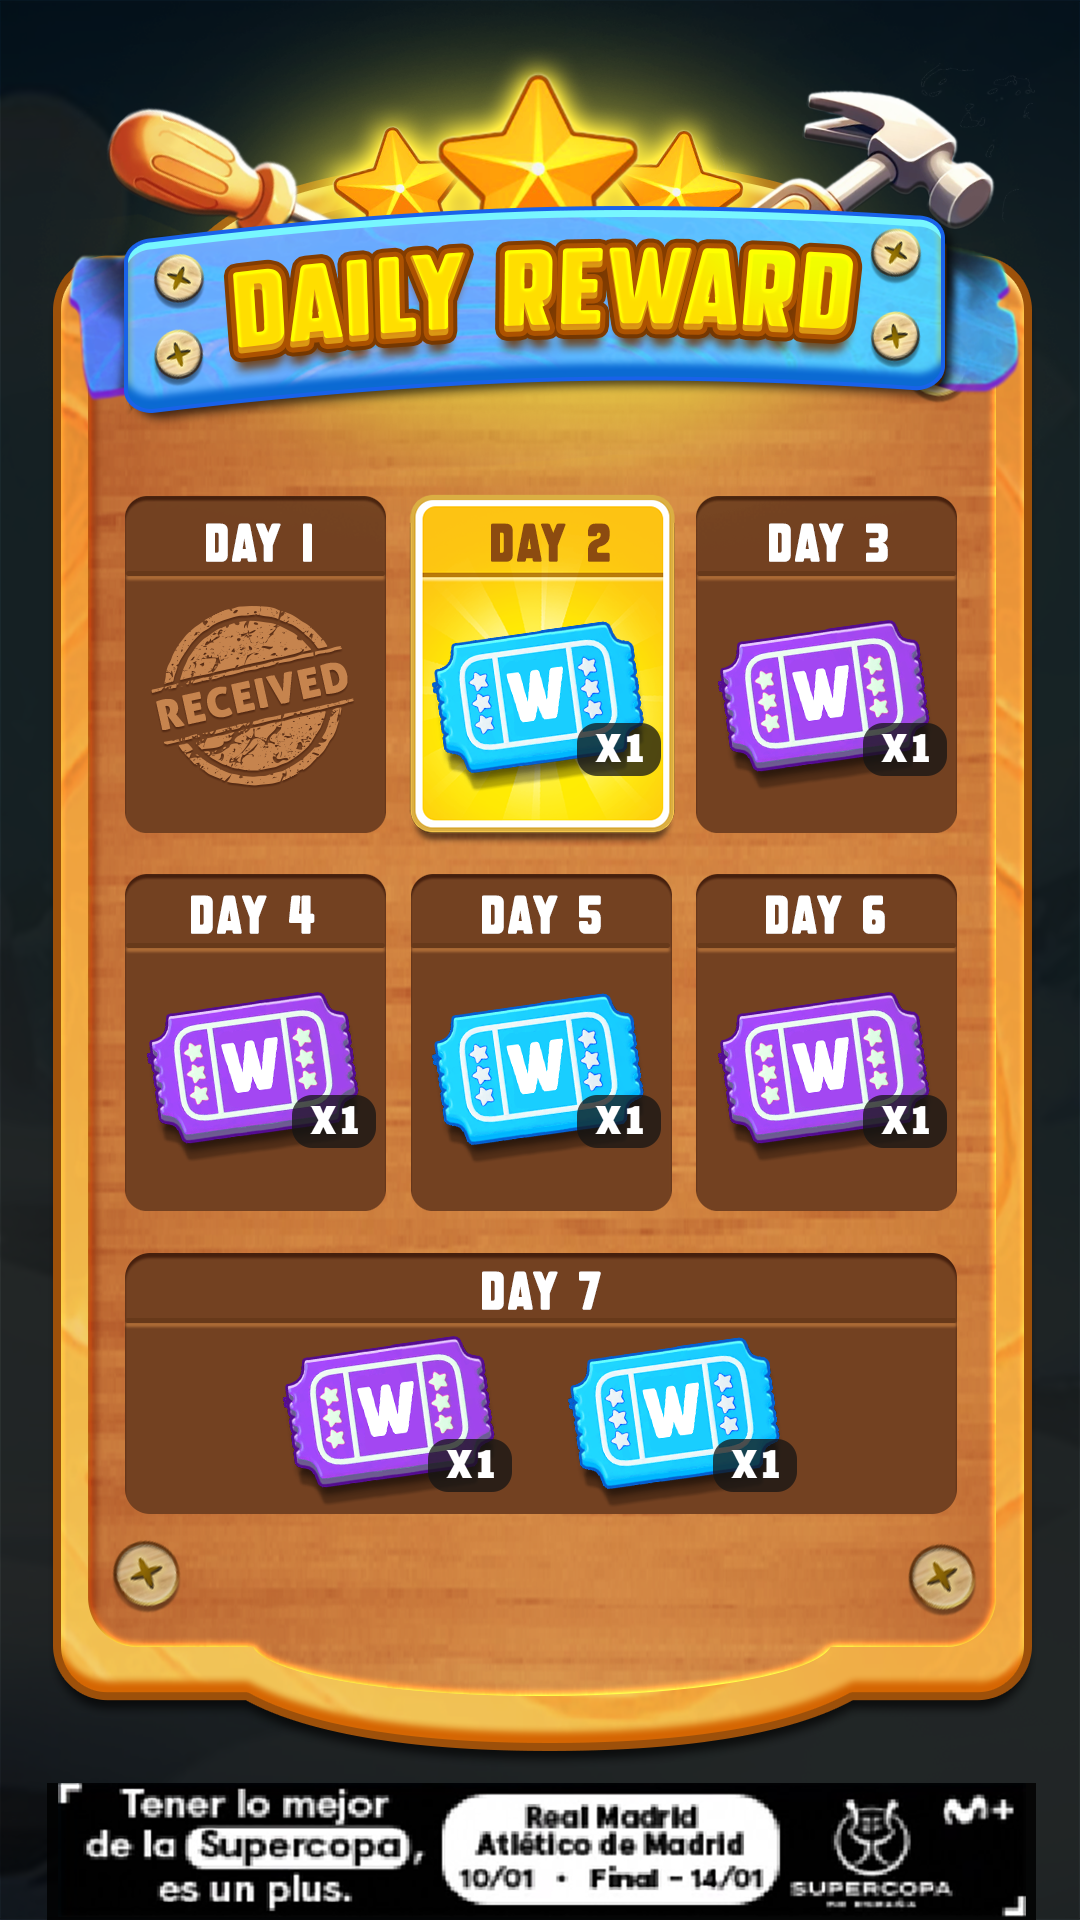 DAILY REWARD
DAY 1
DAY 2
DAY 3
RECEIVED
W
X1
W
X1
DAY 4
DAY 5
DAY 6
W
X1
W
X1
W
X1
DAY 7
W
X1
W
X1
Tener lo mejor
de la Supercopa,
es un plus.
Real Madrid
Atlético de Madrid
10/01 • Final - 14/01
M+
SUPERCOPA
DE ESPAÑA